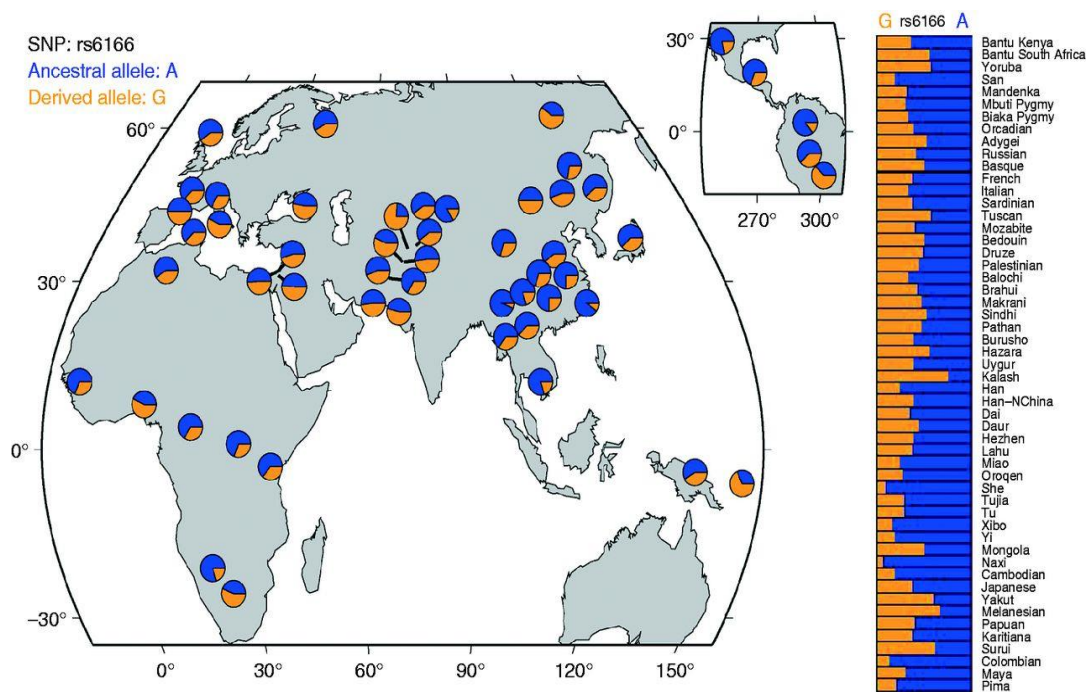 SNP: rs6166
Ancestral allele: A
Derived allele: G
60°
30°
0°
−30°
0°
30°
60°
90°
120°
150°
30°
0°
270°
300°
G rs6166 A
Bantu Kenya
Bantu South Africa
Yoruba
San
Mandenka
Mbuti Pygmy
Biaka Pygmy
Orcadian
Adygei
Russian
Basque
French
Italian
Sardinian
Tuscan
Mozabite
Bedouin
Druze
Palestinian
Balochi
Brahui
Makrani
Sindhi
Pathan
Burusho
Hazara
Uygur
Kalash
Han
Han−NChina
Dai
Daur
Hezhen
Lahu
Miao
Oroqen
She
Tujia
Tu
Xibo
Yi
Mongola
Naxi
Cambodian
Japanese
Yakut
Melanesian
Papuan
Karitiana
Surui
Colombian
Maya
Pima